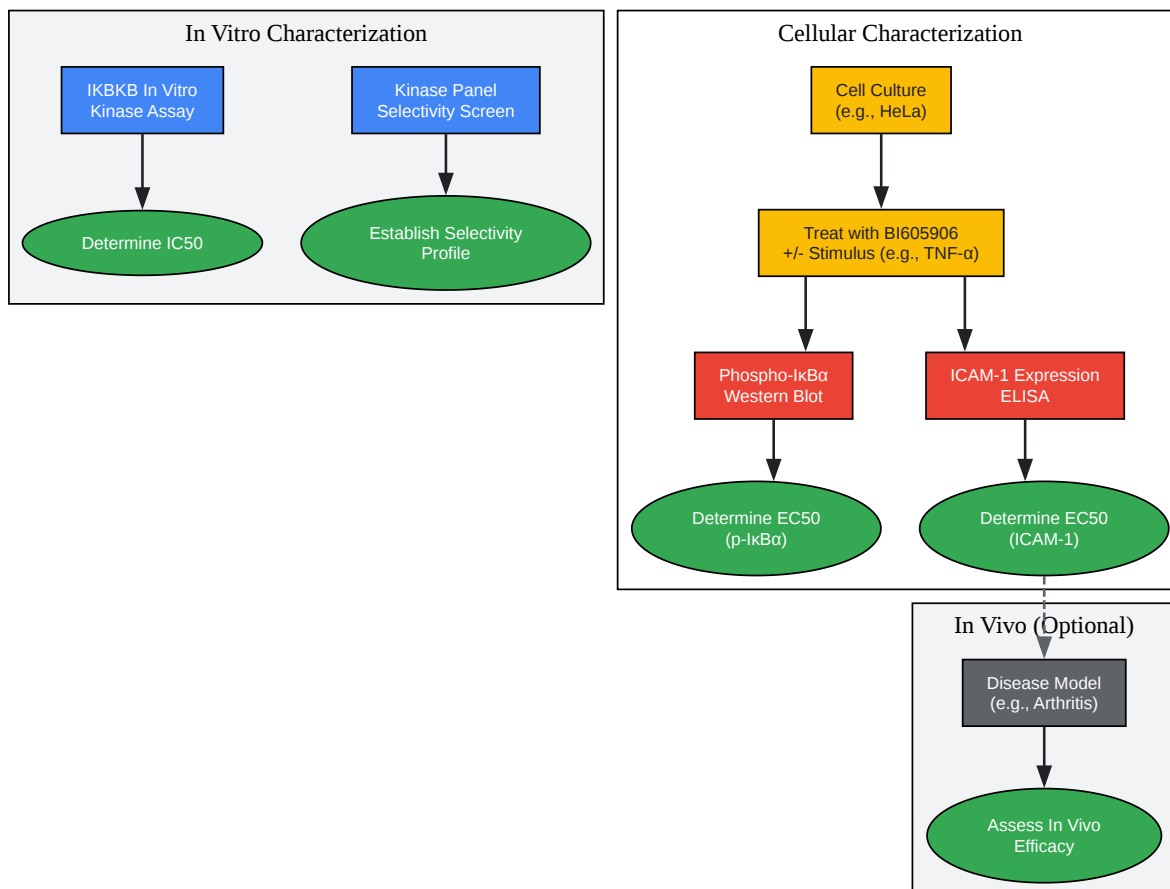 In Vitro Characterization
IKBKB In Vitro
Kinase Assay
Kinase Panel
Selectivity Screen
Determine IC50
Establish Selectivity
Profile
Cellular Characterization
Cell Culture
(e.g., HeLa)
Treat with BI605906
+/- Stimulus (e.g., TNF-α)
Phospho-IκBα
Western Blot
ICAM-1 Expression
ELISA
Determine EC50
(p-IκBα)
Determine EC50
(ICAM-1)
In Vivo (Optional)
Disease Model
(e.g., Arthritis)
Assess In Vivo
Efficacy